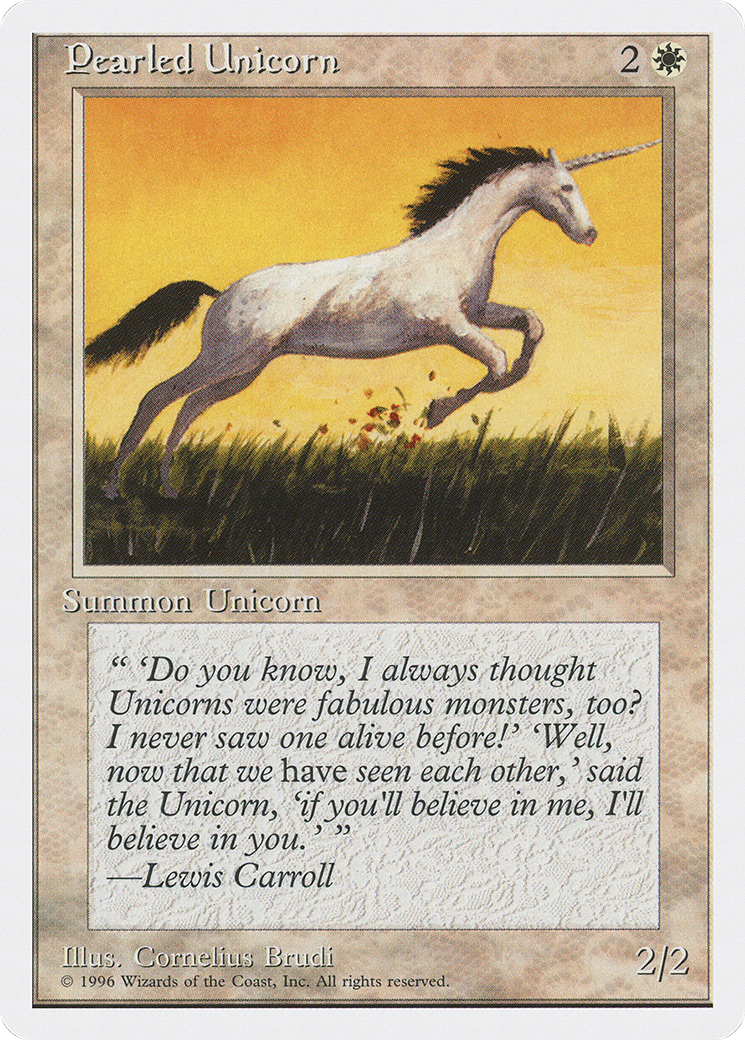 Pearled Unicorn
2
Summon Unicorn
“ ‘Do you know, I always thought
Unicorns were fabulous monsters, too?
I never saw one alive before!’ ‘Well,
now that we have seen each other,’ said
the Unicorn, ‘if you'll believe in me, I'll
believe in you.’ ”
—Lewis Carroll
Illus. Cornelius Brudi
2/2
© 1996 Wizards of the Coast, Inc. All rights reserved.